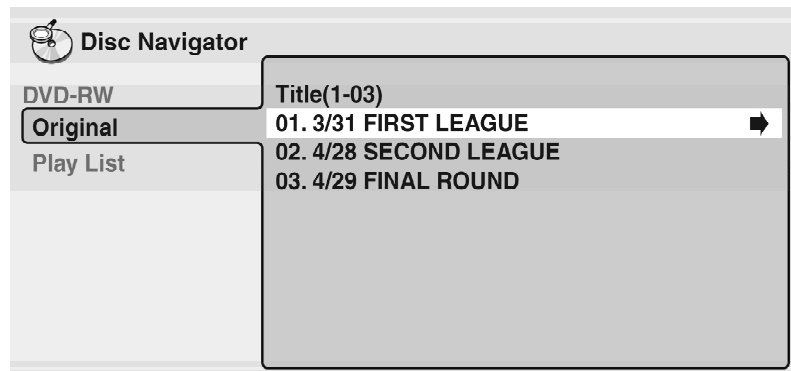 Disc Navigator
DVD-RW
Original
Play List
Title(1-03)
01. 3/31 FIRST LEAGUE
02. 4/28 SECOND LEAGUE
03. 4/29 FINAL ROUND